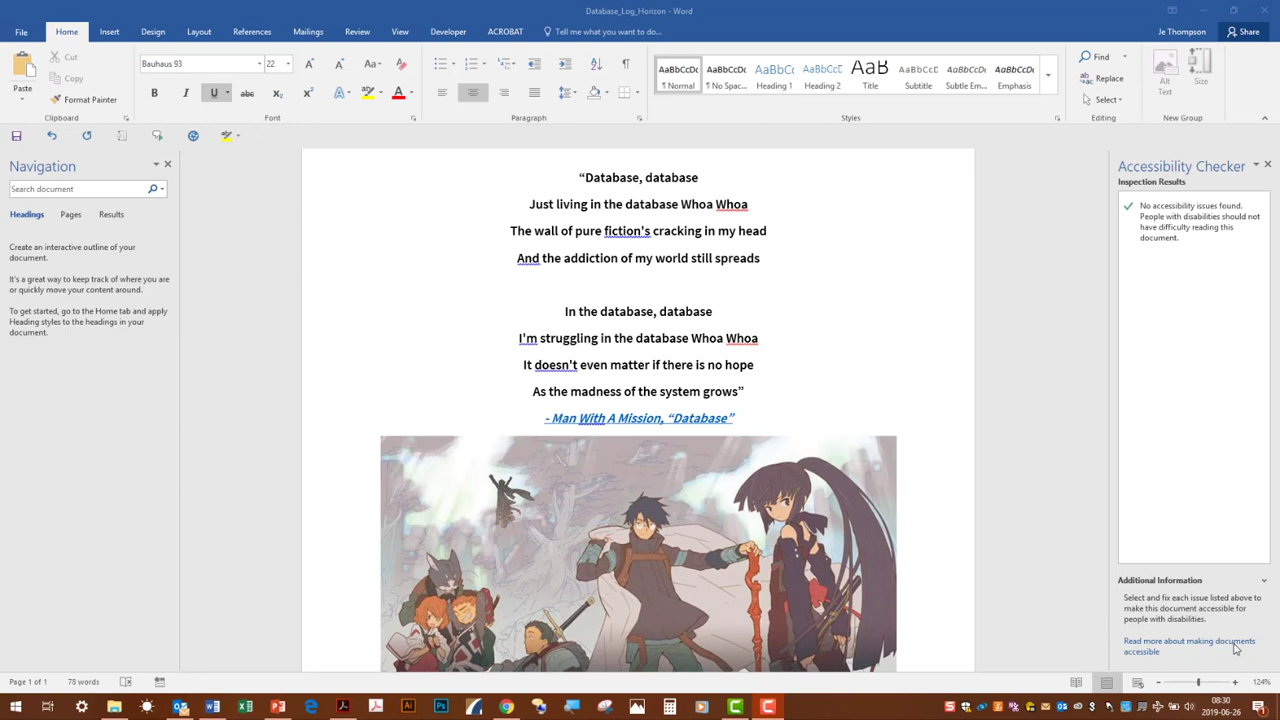 Database_Log_Horizon - Word
File Home Insert Design Layout References Mailings Review View Developer ACROBAT Tell me what you want to do... Je Thompson Share
Paste
Cut
Copy
Format Painter
Clipboard
Bauhaus 93 22
Font
Paragraph
AaBbCcDc AaBbCcDc AaBbCc AaBbCcC AaB AaBbCcC AaBbCcDc AaBbCcDc
¶ Normal ¶ No Spac... Heading 1 Heading 2 Title Subtitle Subtle Em... Emphasis
Styles
Find
Replace
Select
Editing
Alt Text
Size
New Group
Navigation
Search document
Headings Pages Results
Create an interactive outline of your
document.
It's a great way to keep track of where you are
or quickly move your content around.
To get started, go to the Home tab and apply
Heading styles to the headings in your
document.
“Database, database
Just living in the database Whoa Whoa
The wall of pure fiction's cracking in my head
And the addiction of my world still spreads
In the database, database
I'm struggling in the database Whoa Whoa
It doesn't even matter if there is no hope
As the madness of the system grows”
- Man With A Mission, “Database”
Accessibility Checker
Inspection Results
No accessibility issues found.
People with disabilities should not
have difficulty reading this
document.
Additional Information
Select and fix each issue listed above to
make this document accessible for
people with disabilities.
Read more about making documents
accessible
Page 1 of 1 78 words 124%
08:30
2019-06-26